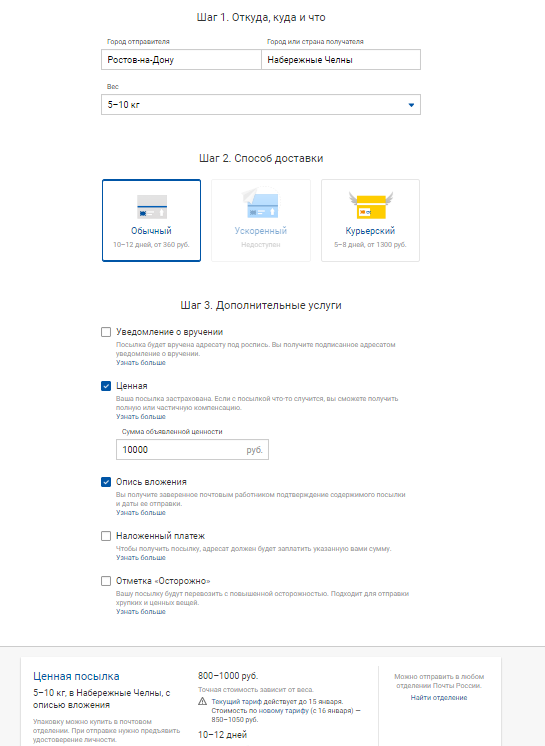 Шаг 1. Откуда, куда и что
Город отправителя
Город или страна получателя
Ростов-на-Дону
Набережные Челны
Вес
5–10 кг
Шаг 2. Способ доставки
Обычный
10–12 дней, от 360 руб.
Ускоренный
Недоступен
Курьерский
5–8 дней, от 1300 руб.
Шаг 3. Дополнительные услуги
Уведомление о вручении
Посылка будет вручена адресату под роспись. Вы получите подписанное адресатом
уведомление о вручении.
Узнать больше
Ценная
Ваша посылка застрахована. Если с посылкой что-то случится, вы сможете получить
полную или частичную компенсацию.
Узнать больше
Сумма объявленной ценности
10000 руб.
Опись вложения
Вы получите заверенное почтовым работником подтверждение содержимого посылки
и даты ее отправки.
Узнать больше
Наложенный платеж
Чтобы получить посылку, адресат должен будет заплатить указанную вами сумму.
Узнать больше
Отметка «Осторожно»
Вашу посылку будут перевозить с повышенной осторожностью. Подходит для отправки
хрупких и ценных вещей.
Узнать больше
Ценная посылка
5–10 кг, в Набережные Челны, с
описью вложения
Упаковку можно купить в почтовом
отделении. При отправке нужно предъявить
удостоверение личности.
800–1000 руб.
Точная стоимость зависит от веса.
Текущий тариф действует до 15 января.
Стоимость по новому тарифу (с 16 января) —
850–1050 руб.
10–12 дней
Можно отправить в любом
отделении Почты России.
Найти отделение